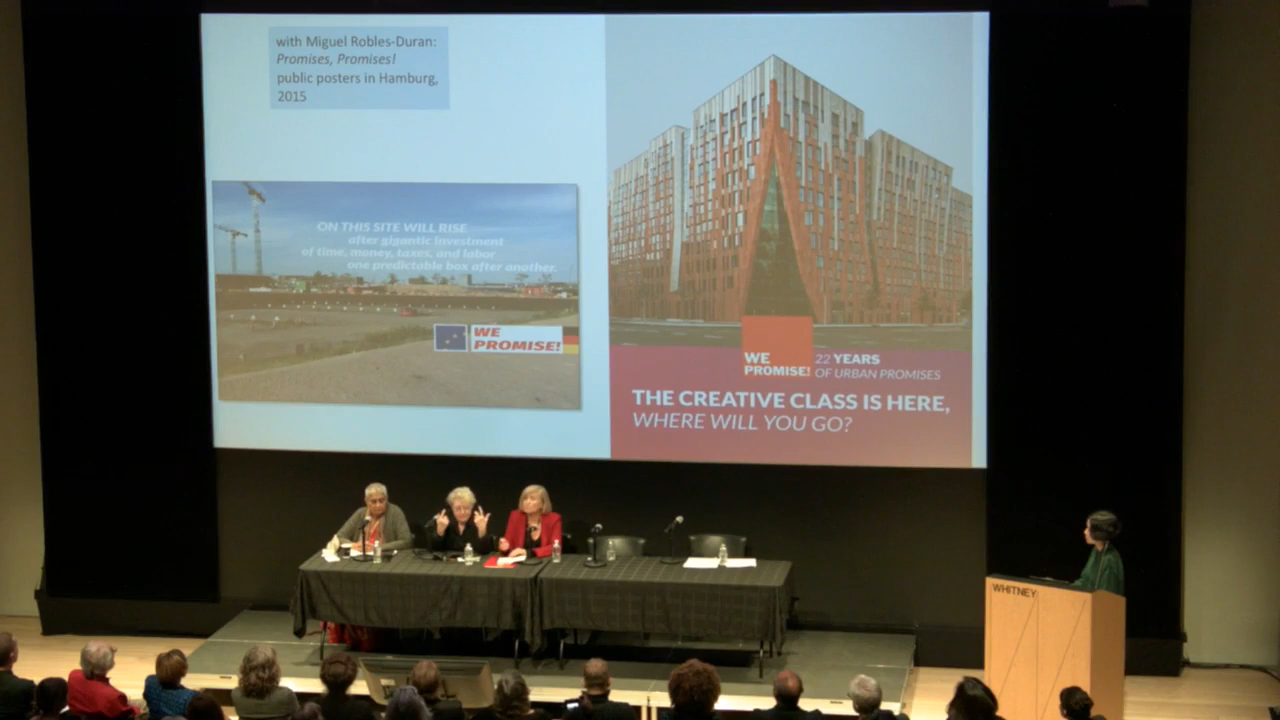 with Miguel Robles-Duran:
Promises, Promises!
public posters in Hamburg,
2015
ON THIS SITE WILL RISE
after gigantic investment
of time, money, taxes, and labor
one predictable box after another.
WE
PROMISE!
WE
PROMISE!
22 YEARS
OF URBAN PROMISES
THE CREATIVE CLASS IS HERE,
WHERE WILL YOU GO?
WHITNEY